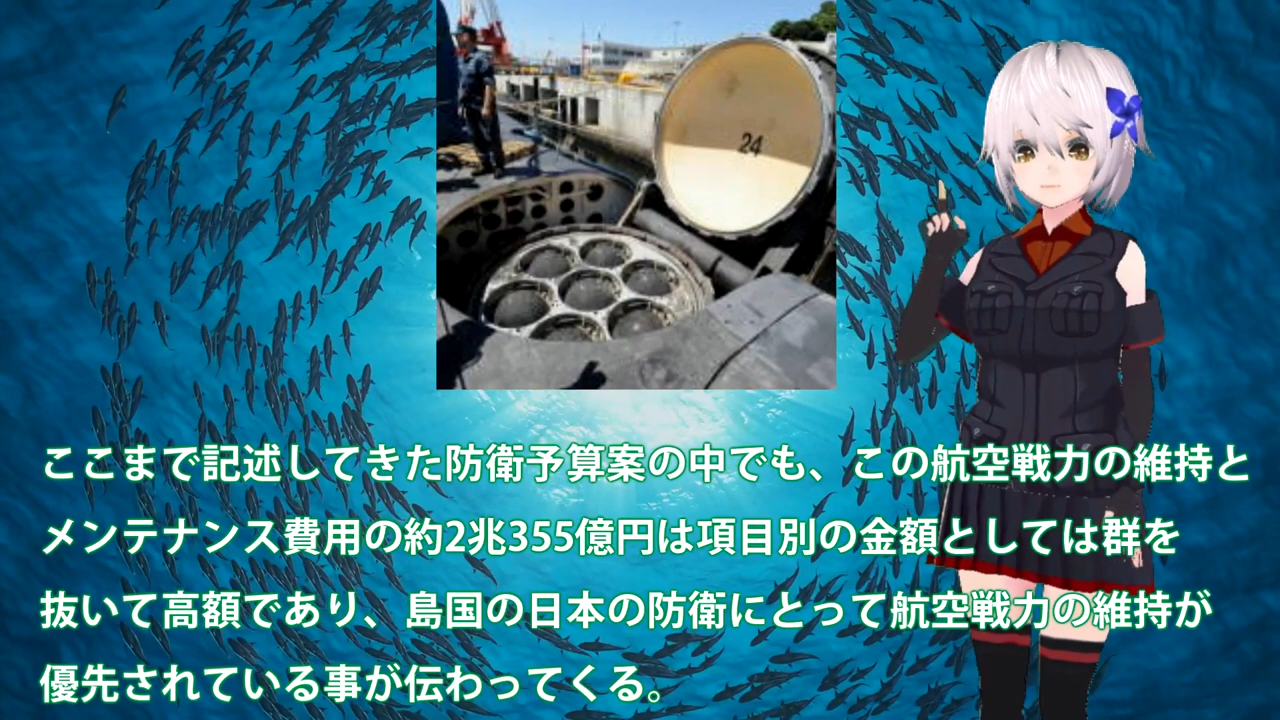 24
ここまで記述してきた防衛予算案の中でも、この航空戦力の維持と
メンテナンス費用の約2兆355億円は項目別の金額としては群を
抜いて高額であり、島国の日本の防衛にとって航空戦力の維持が
優先されている事が伝わってくる。